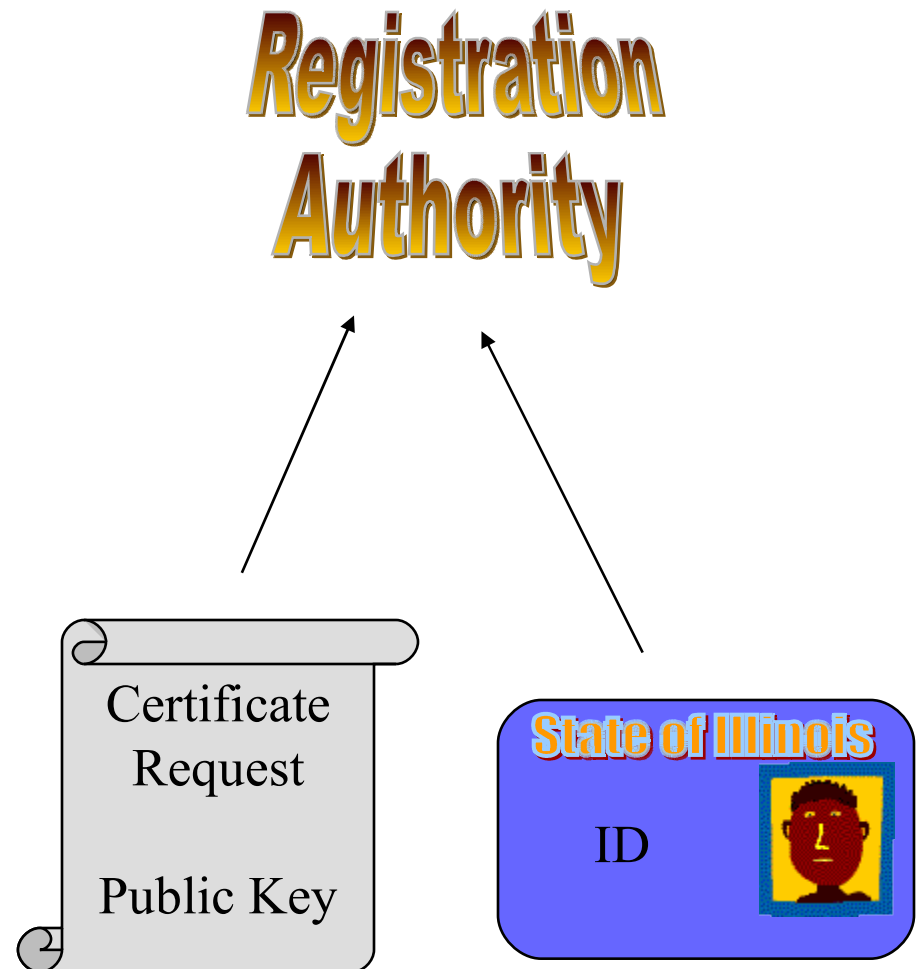 Registration
Authority
Certificate
Request
Public Key
State of Illinois
ID